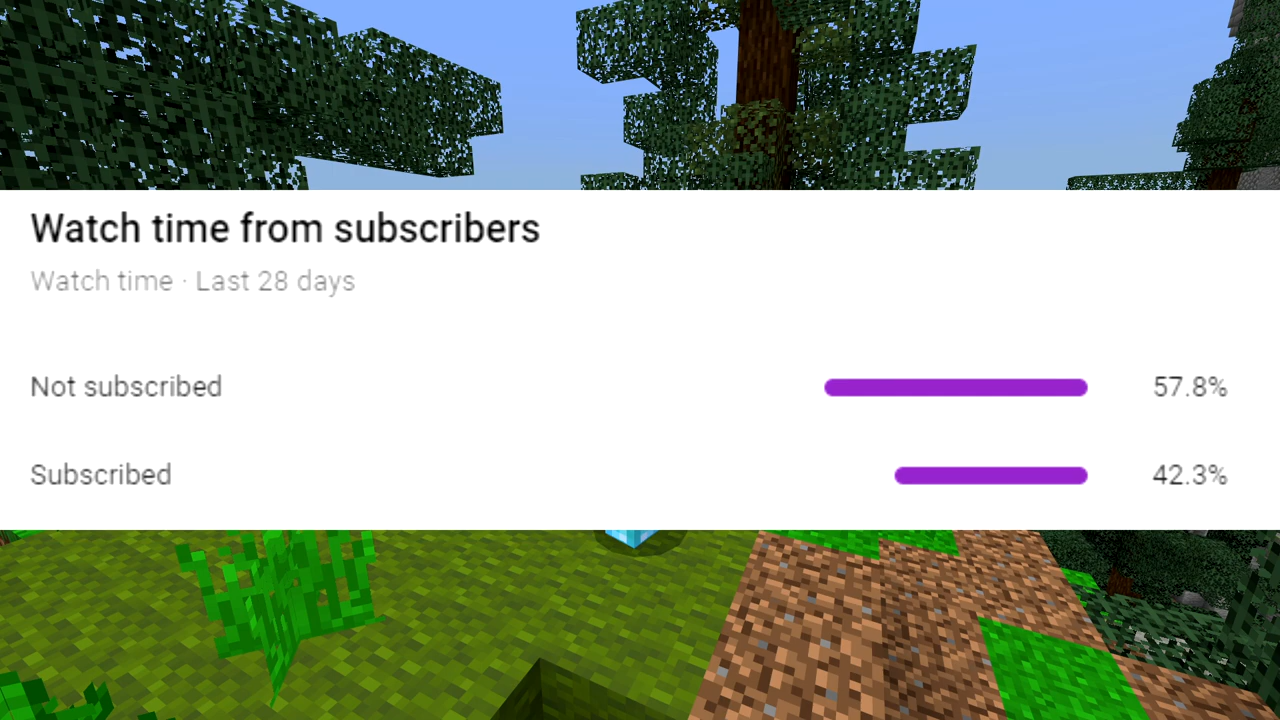 Watch time from subscribers
Watch time · Last 28 days
Not subscribed 57.8%
Subscribed 42.3%